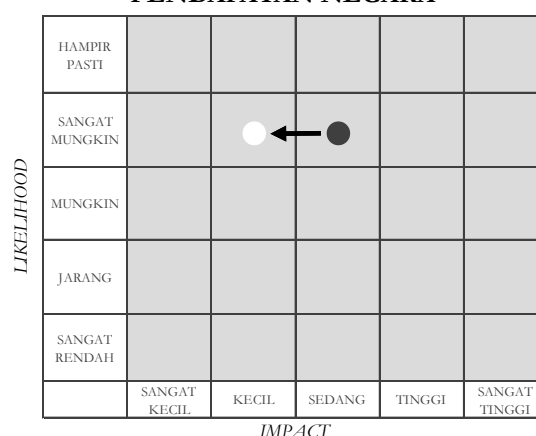 PENDAPATAN NEGARA
HAMPIR
PASTI
SANGAT
MUNGKIN
MUNGKIN
JARANG
SANGAT
RENDAH
LIKELIHOOD
SANGAT
KECIL
KECIL
SEDANG
TINGGI
SANGAT
TINGGI
IMPACT